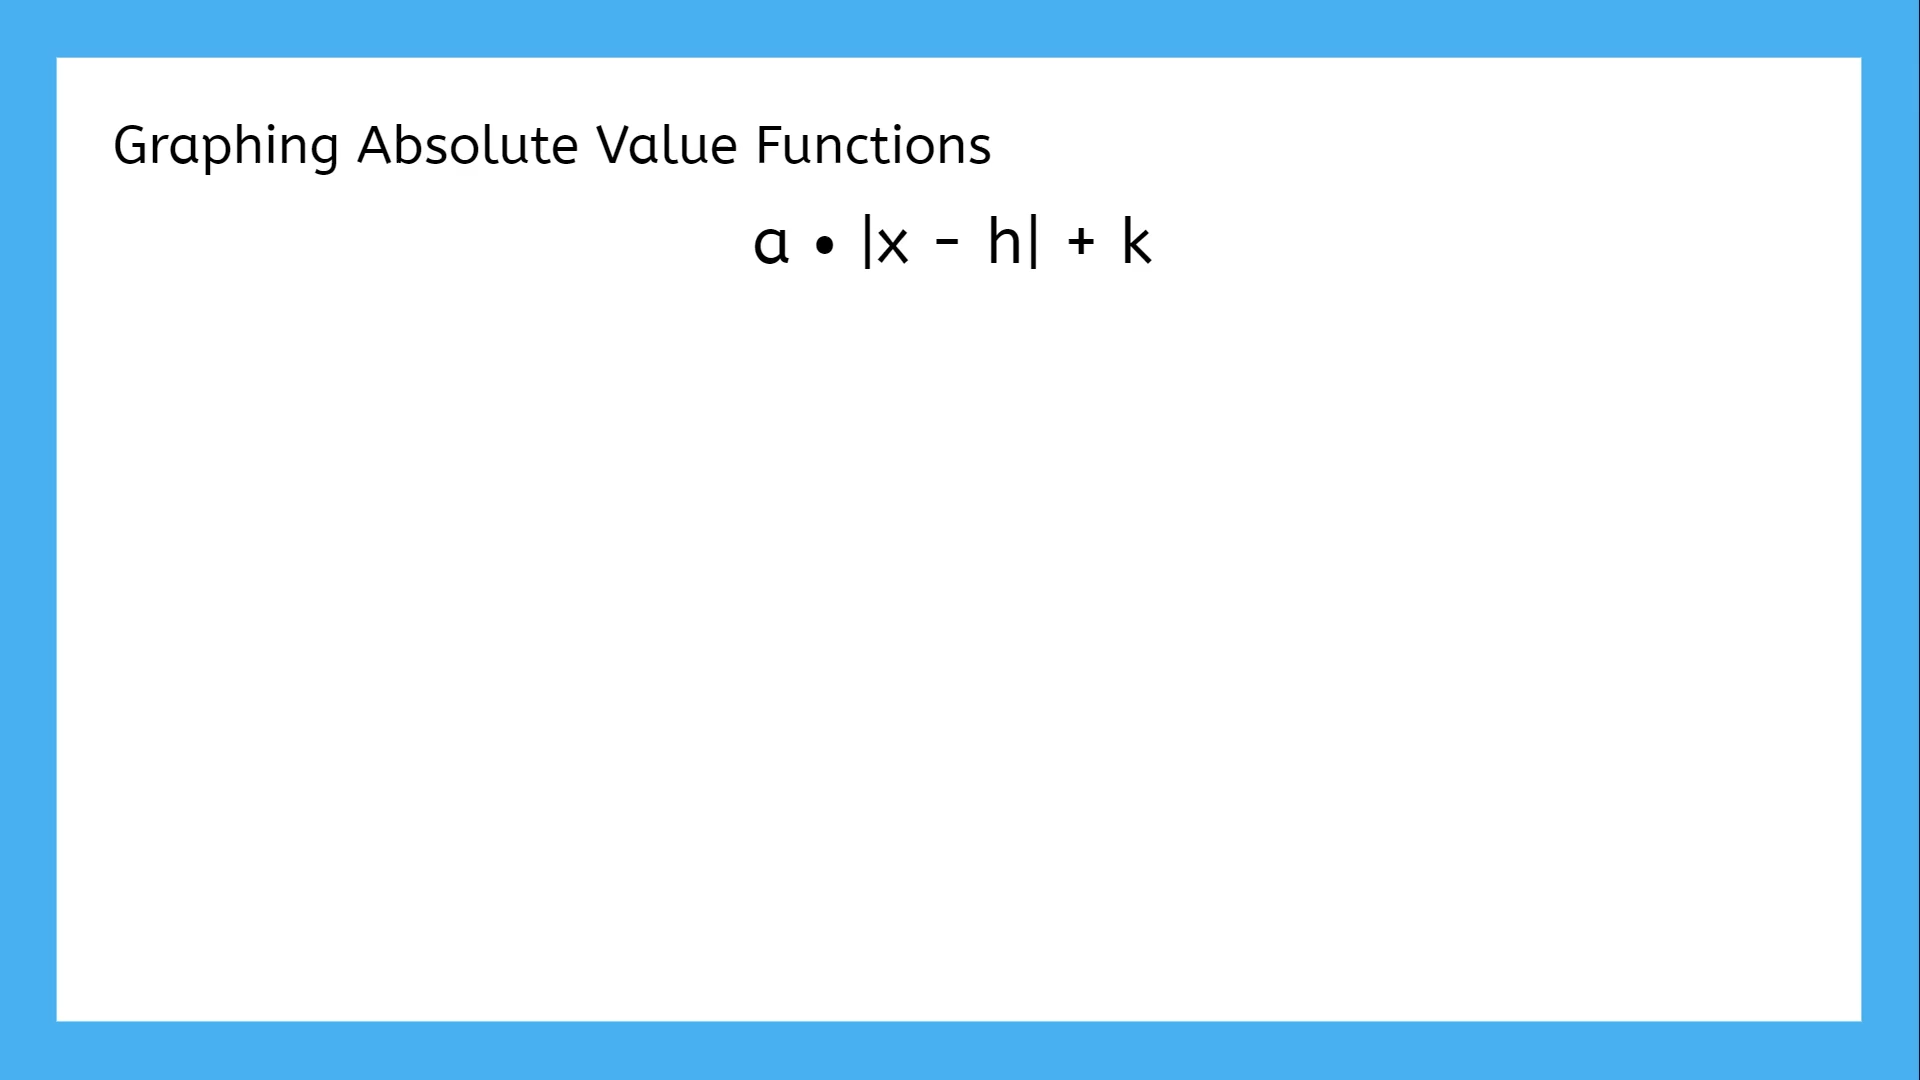 Graphing Absolute Value Functions
a • |x - h| + k